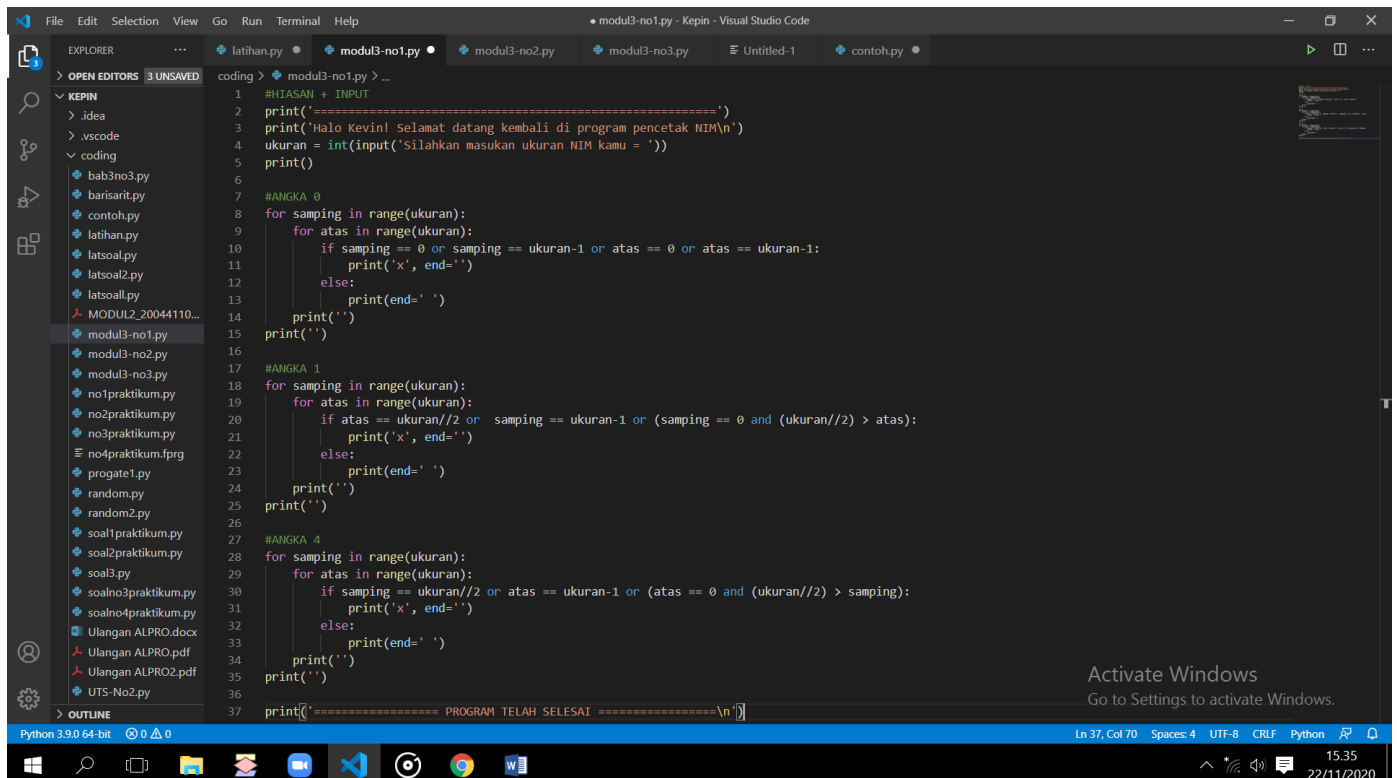 File Edit Selection View Go Run Terminal Help ● modul3-no1.py - Kepin - Visual Studio Code
EXPLORER ... latihan.py ● modul3-no1.py ● modul3-no2.py modul3-no3.py Untitled-1 contoh.py ●
3
> OPEN EDITORS 3 UNSAVED
coding > modul3-no1.py > ...
KEPIN
> .idea
> .vscode
coding
bab3no3.py
barisarit.py
contoh.py
latihan.py
latsoal.py
latsoal2.py
latsoall.py
MODUL2_20044110...
modul3-no1.py
modul3-no2.py
modul3-no3.py
no1praktikum.py
no2praktikum.py
no3praktikum.py
no4praktikum.fprg
progate1.py
random.py
random2.py
soal1praktikum.py
soal2praktikum.py
soal3.py
soalno3praktikum.py
soalno4praktikum.py
Ulangan ALPRO.docx
Ulangan ALPRO.pdf
Ulangan ALPRO2.pdf
UTS-No2.py
> OUTLINE
1 #HIASAN + INPUT
2 print('==========================================================')
3 print('Halo Kevin! Selamat datang kembali di program pencetak NIM\n')
4 ukuran = int(input('Silahkan masukan ukuran NIM kamu = '))
5 print()
6
7 #ANGKA 0
8 for samping in range(ukuran):
9     for atas in range(ukuran):
10         if samping == 0 or samping == ukuran-1 or atas == 0 or atas == ukuran-1:
11             print('x', end='')
12         else:
13             print(end=' ')
14     print('')
15 print('')
16
17 #ANGKA 1
18 for samping in range(ukuran):
19     for atas in range(ukuran):
20         if atas == ukuran//2 or  samping == ukuran-1 or (samping == 0 and (ukuran//2) > atas):
21             print('x', end='')
22         else:
23             print(end=' ')
24     print('')
25 print('')
26
27 #ANGKA 4
28 for samping in range(ukuran):
29     for atas in range(ukuran):
30         if samping == ukuran//2 or atas == ukuran-1 or (atas == 0 and (ukuran//2) > samping):
31             print('x', end='')
32         else:
33             print(end=' ')
34     print('')
35 print('')
36
37 print('================== PROGRAM TELAH SELESAI =================\n')
Activate Windows
Go to Settings to activate Windows.
Python 3.9.0 64-bit 0 0 Ln 37, Col 70 Spaces: 4 UTF-8 CRLF Python
15.35
22/11/2020